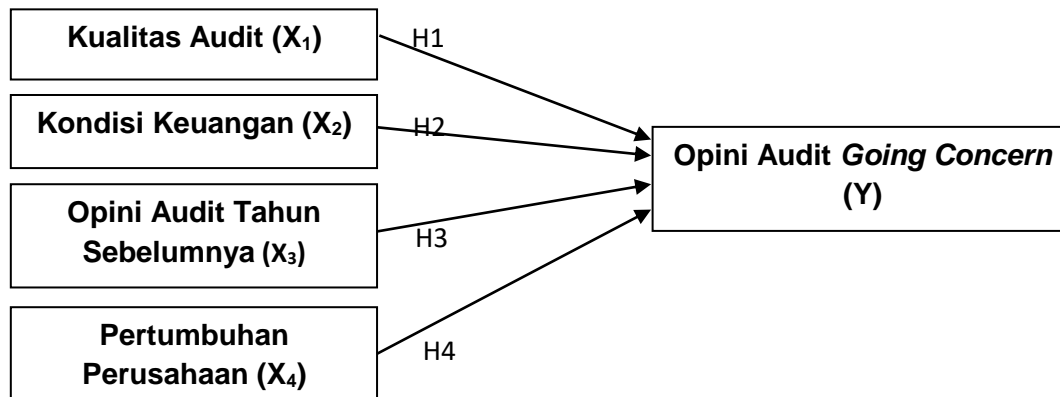 Kualitas Audit (X₁)
H1
Kondisi Keuangan (X₂)
H2
Opini Audit Going Concern
(Y)
Opini Audit Tahun
Sebelumnya (X₃)
H3
Pertumbuhan
Perusahaan (X₄)
H4